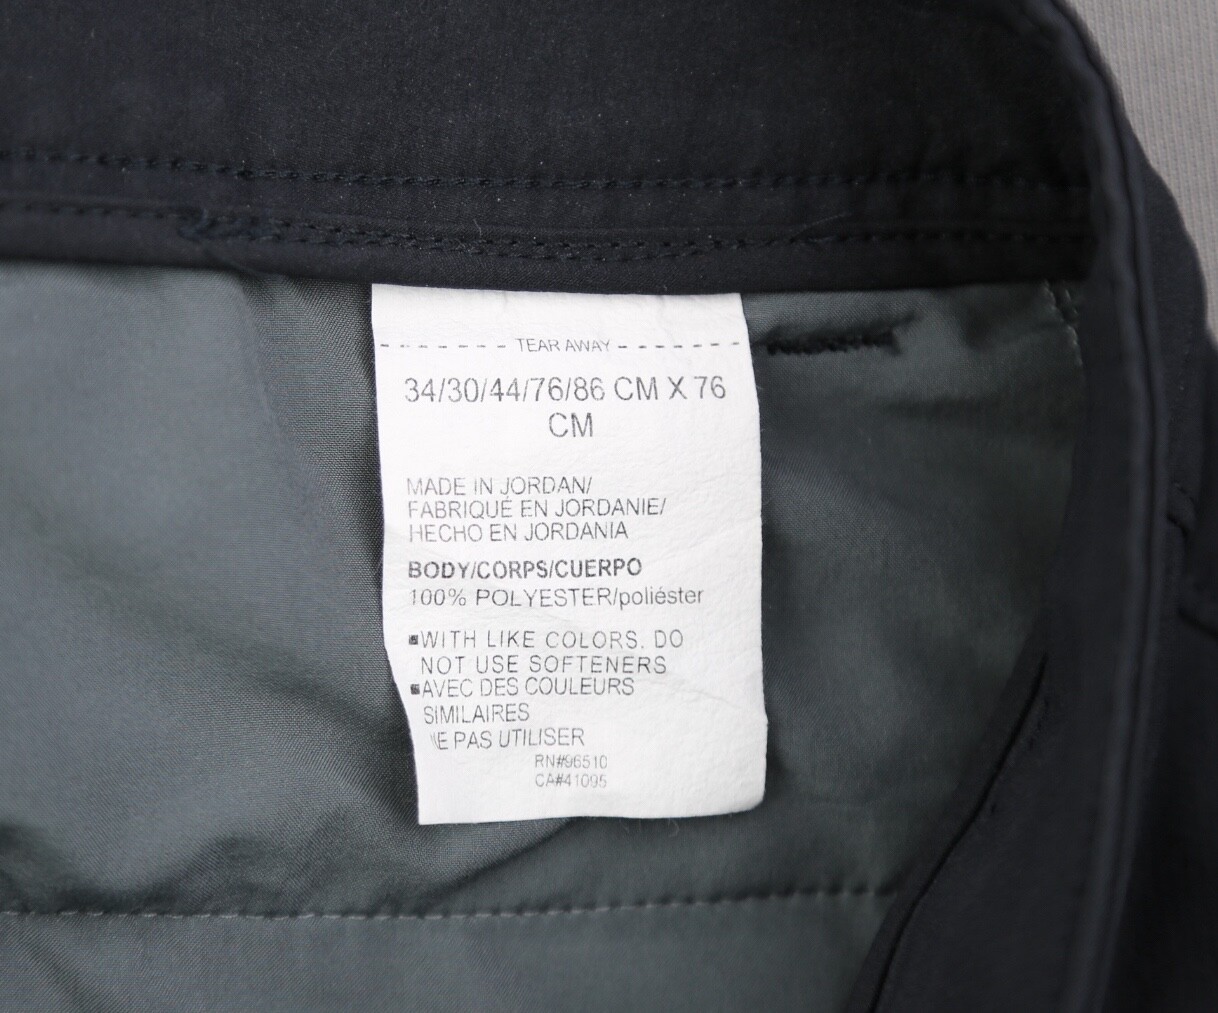 TEAR AWAY
34/30/44/76/86 CM X 76
CM
MADE IN JORDAN/
FABRIQUÉ EN JORDANIE/
HECHO EN JORDANIA
BODY/CORPS/CUERPO
100% POLYESTER/poliéster
▪WITH LIKE COLORS. DO
NOT USE SOFTENERS
▪AVEC DES COULEURS
SIMILAIRES
NE PAS UTILISER
RN#96510
CA#41095